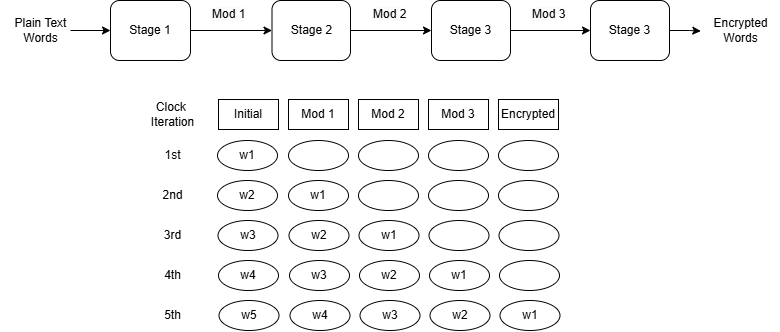 Mod 1 Mod 2 Mod 3
Plain Text Words
Stage 1 Stage 2 Stage 3 Stage 3
Encrypted Words
Clock Iteration
Initial Mod 1 Mod 2 Mod 3 Encrypted
1st w1
2nd w2 w1
3rd w3 w2 w1
4th w4 w3 w2 w1
5th w5 w4 w3 w2 w1